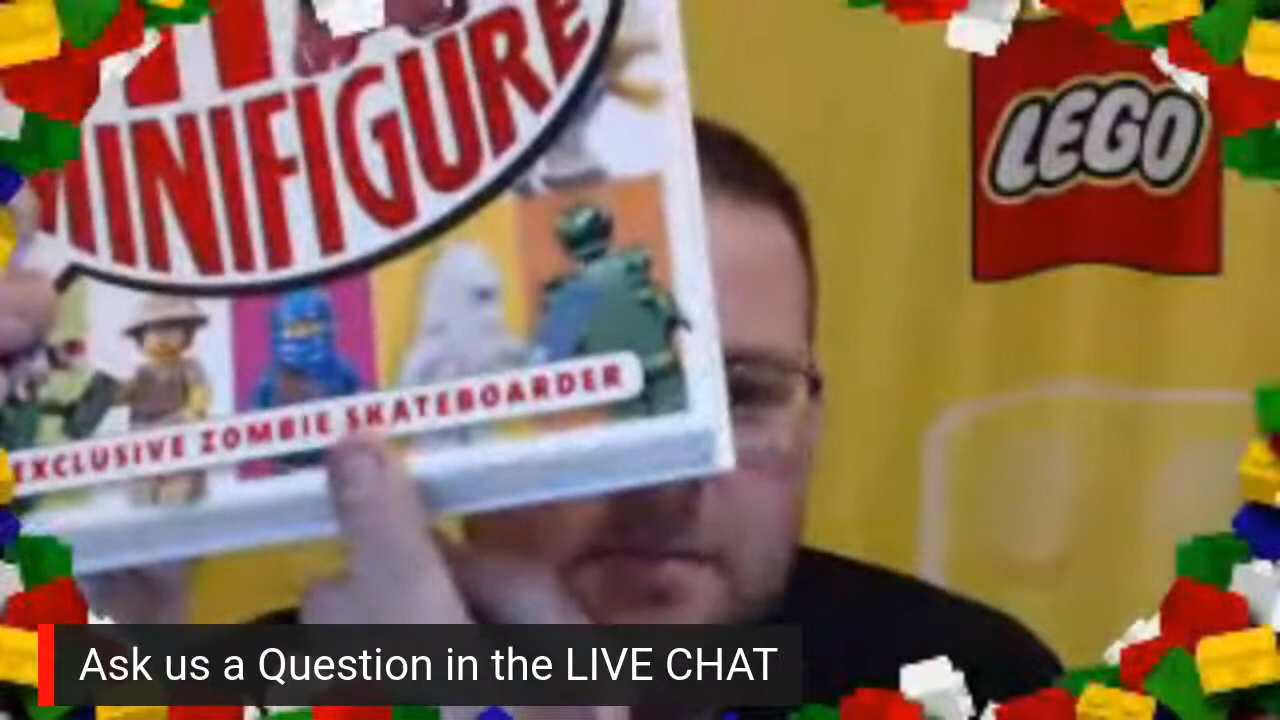 MINIFIGURE
LEGO
EXCLUSIVE ZOMBIE SKATEBOARDER
Ask us a Question in the LIVE CHAT